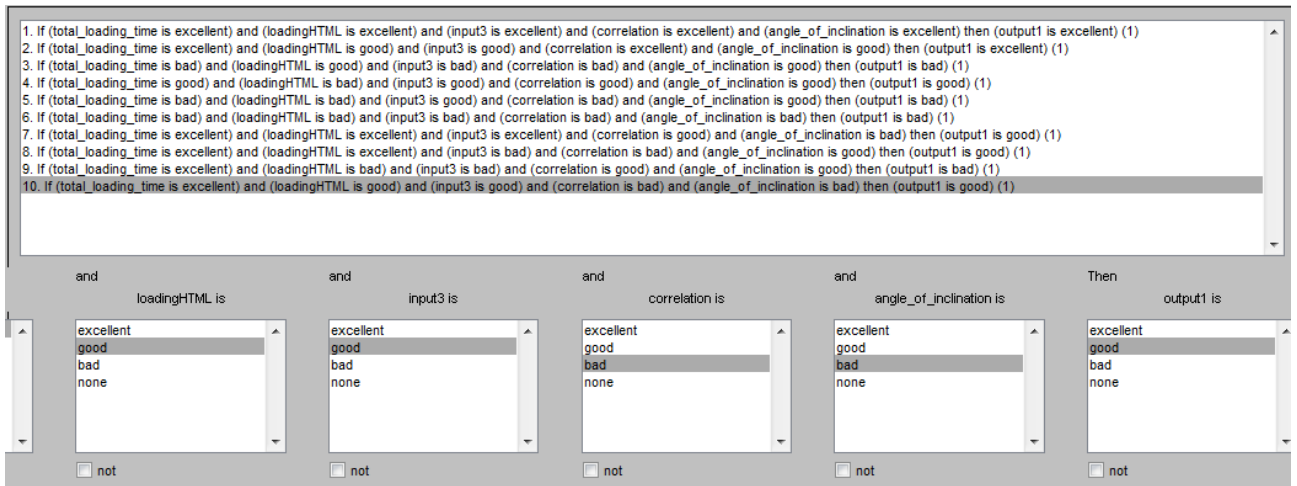 1. If (total_loading_time is excellent) and (loadingHTML is excellent) and (input3 is excellent) and (correlation is excellent) and (angle_of_inclination is excellent) then (output1 is excellent) (1)
2. If (total_loading_time is excellent) and (loadingHTML is good) and (input3 is good) and (correlation is excellent) and (angle_of_inclination is good) then (output1 is excellent) (1)
3. If (total_loading_time is bad) and (loadingHTML is good) and (input3 is bad) and (correlation is bad) and (angle_of_inclination is good) then (output1 is bad) (1)
4. If (total_loading_time is good) and (loadingHTML is bad) and (input3 is good) and (correlation is good) and (angle_of_inclination is good) then (output1 is good) (1)
5. If (total_loading_time is bad) and (loadingHTML is bad) and (input3 is good) and (correlation is bad) and (angle_of_inclination is good) then (output1 is bad) (1)
6. If (total_loading_time is bad) and (loadingHTML is bad) and (input3 is bad) and (correlation is bad) and (angle_of_inclination is bad) then (output1 is bad) (1)
7. If (total_loading_time is excellent) and (loadingHTML is excellent) and (input3 is excellent) and (correlation is good) and (angle_of_inclination is bad) then (output1 is good) (1)
8. If (total_loading_time is excellent) and (loadingHTML is excellent) and (input3 is bad) and (correlation is bad) and (angle_of_inclination is good) then (output1 is good) (1)
9. If (total_loading_time is excellent) and (loadingHTML is bad) and (input3 is bad) and (correlation is good) and (angle_of_inclination is good) then (output1 is bad) (1)
10. If (total_loading_time is excellent) and (loadingHTML is good) and (input3 is good) and (correlation is bad) and (angle_of_inclination is bad) then (output1 is good) (1)
and and and and Then
loadingHTML is input3 is correlation is angle_of_inclination is output1 is
excellent excellent excellent excellent excellent
good good good good good
bad bad bad bad bad
none none none none none
not not not not not